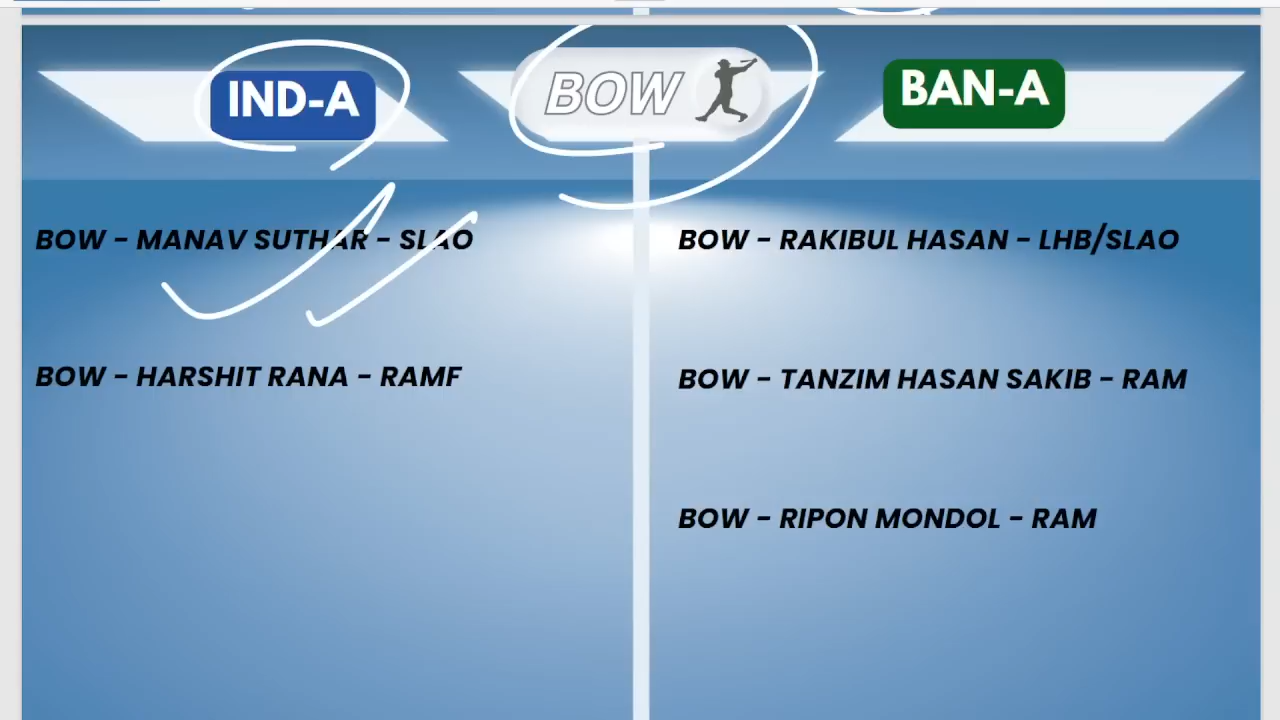 IND-A
BOW
BAN-A
BOW - MANAV SUTHAR - SLAO
BOW - HARSHIT RANA - RAMF
BOW - RAKIBUL HASAN - LHB/SLAO
BOW - TANZIM HASAN SAKIB - RAM
BOW - RIPON MONDOL - RAM